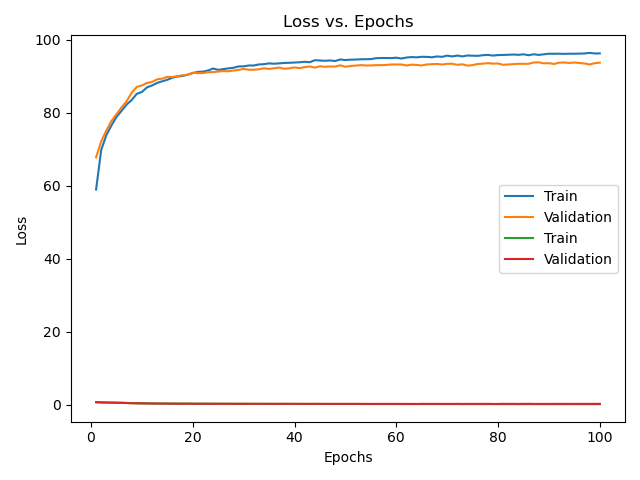 Loss vs. Epochs
100
80
60
40
20
0
Loss
Train
Validation
Train
Validation
0 20 40 60 80 100
Epochs